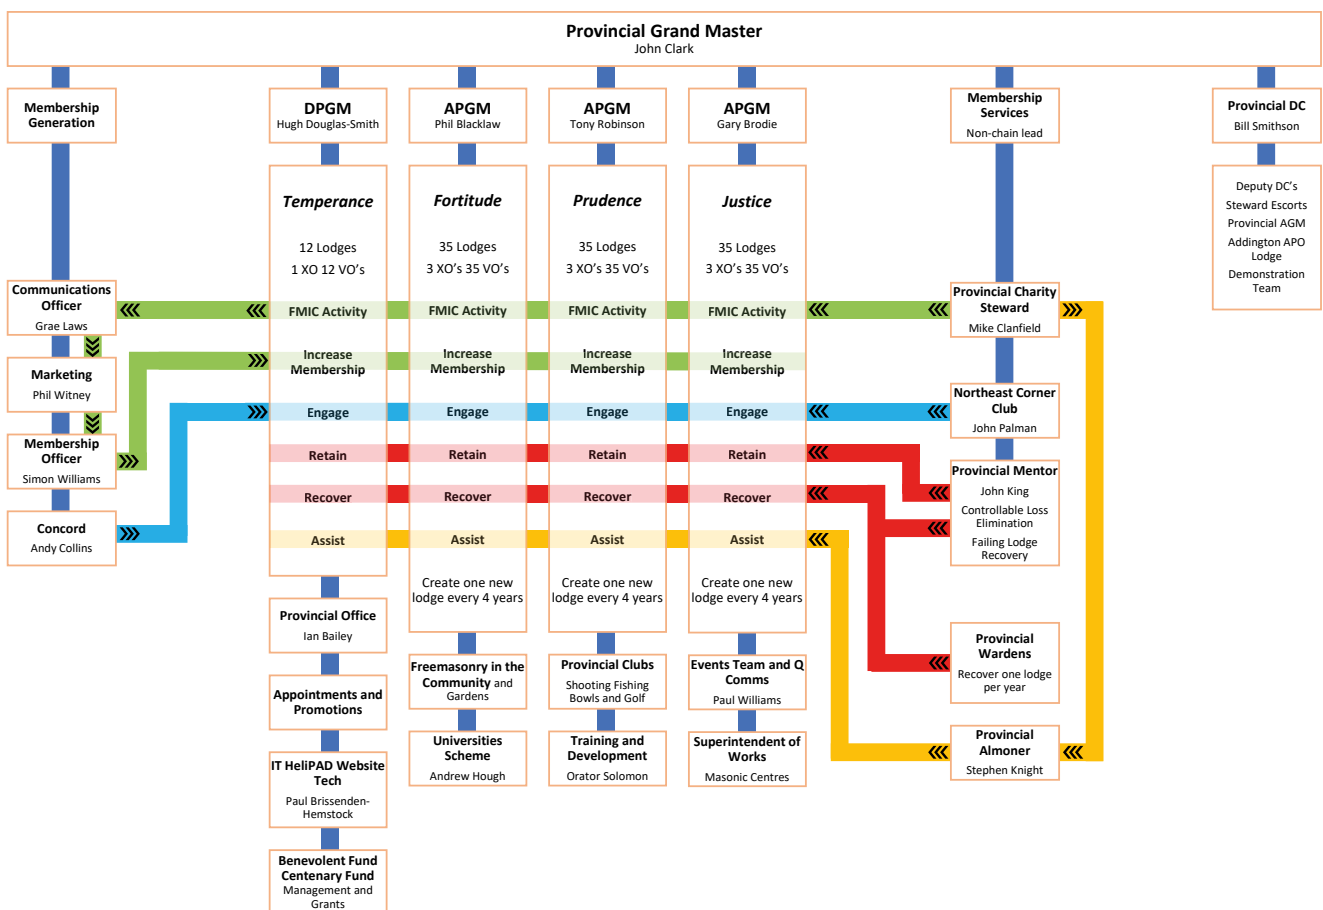 Provincial Grand Master
John Clark
Membership
Generation
DPGM
Hugh Douglas-Smith
APGM
Phil Blacklaw
APGM
Tony Robinson
APGM
Gary Brodie
Membership
Services
Non-chain lead
Provincial DC
Bill Smithson
Temperance
12 Lodges
1 XO 12 VO's
Fortitude
35 Lodges
3 XO's 35 VO's
Prudence
35 Lodges
3 XO's 35 VO's
Justice
35 Lodges
3 XO's 35 VO's
Deputy DC's
Steward Escorts
Provincial AGM
Addington APO
Lodge
Demonstration
Team
Communications
Officer
Grae Laws
FMIC Activity
FMIC Activity
FMIC Activity
FMIC Activity
Provincial Charity
Steward
Mike Clanfield
Marketing
Phil Witney
Increase
Membership
Increase
Membership
Increase
Membership
Increase
Membership
Engage
Engage
Engage
Engage
Northeast Corner
Club
John Palman
Membership
Officer
Simon Williams
Retain
Retain
Retain
Retain
Recover
Recover
Recover
Recover
Provincial Mentor
John King
Controllable Loss
Elimination
Failing Lodge
Recovery
Concord
Andy Collins
Assist
Assist
Assist
Assist
Create one new
lodge every 4 years
Create one new
lodge every 4 years
Create one new
lodge every 4 years
Provincial Office
Ian Bailey
Appointments and
Promotions
IT HeliPAD Website
Tech
Paul Brissenden-
Hemstock
Benevolent Fund
Centenary Fund
Management and
Grants
Freemasonry in the
Community and
Gardens
Universities
Scheme
Andrew Hough
Provincial Clubs
Shooting Fishing
Bowls and Golf
Training and
Development
Orator Solomon
Events Team and Q
Comms
Paul Williams
Superintendent of
Works
Masonic Centres
Provincial
Wardens
Recover one lodge
per year
Provincial
Almoner
Stephen Knight